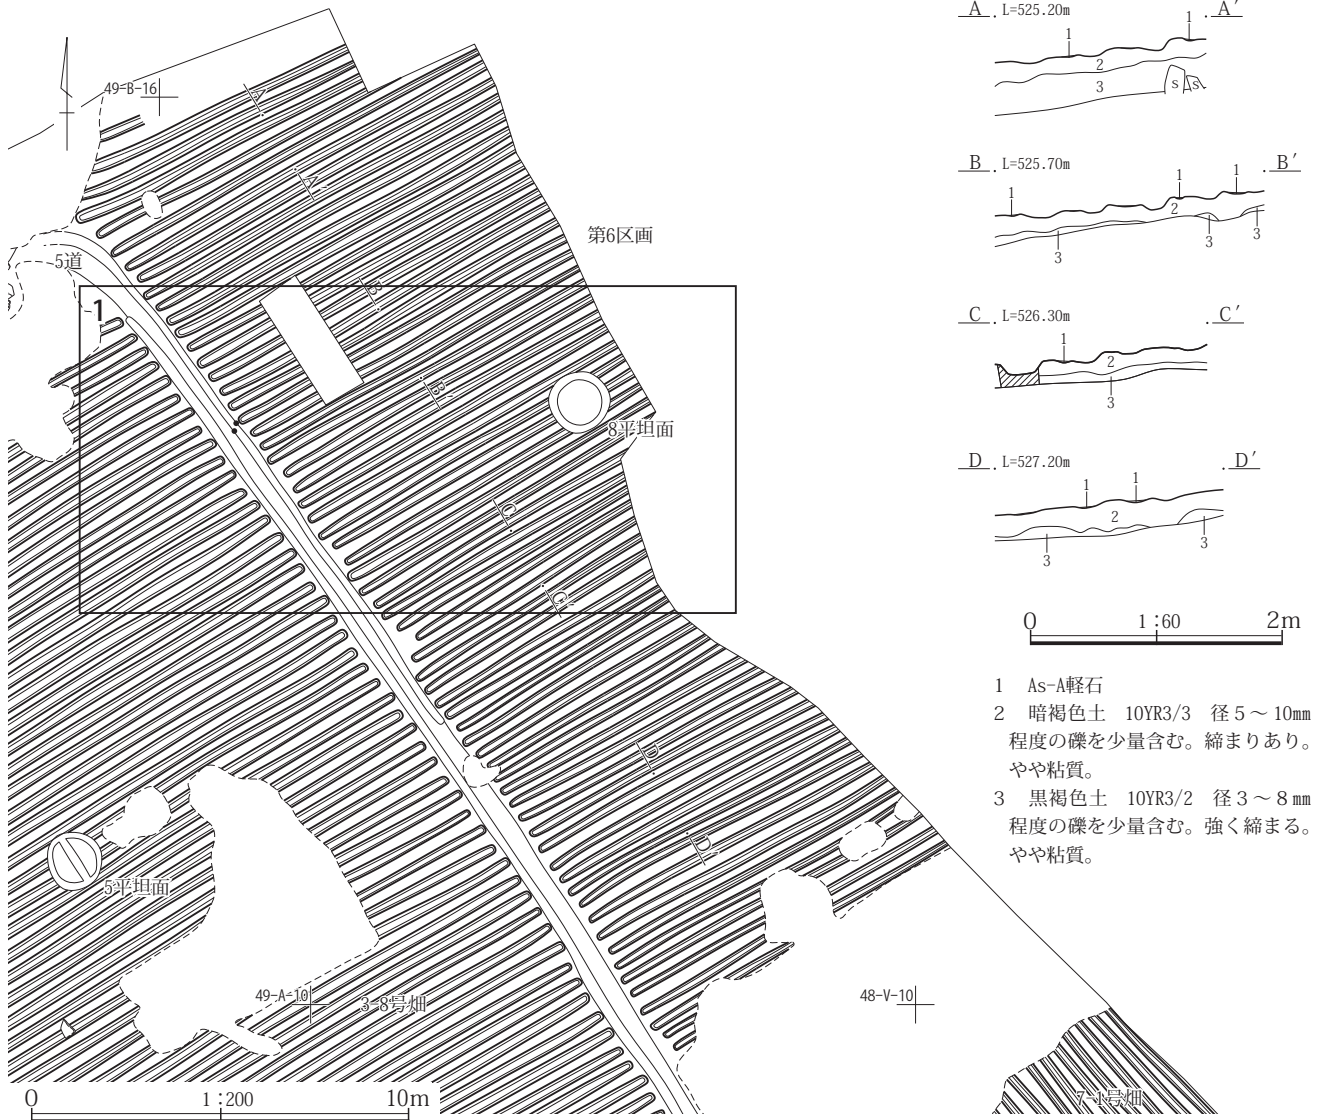 49-B-16
A
A′
第6区画
5道
1
B
B′
8平坦面
C
C′
D
D′
5平坦面
49-A-10
3-8号畑
48-V-10
7-1号畑
0 1:200 10m
A . L=525.20m . A′
1
1
2
3
S
S
B . L=525.70m . B′
1
1
1
2
3
3
3
C . L=526.30m . C′
1
2
3
D . L=527.20m . D′
1
1
2
3
3
0 1:60 2m
1 As-A軽石
2 暗褐色土 10YR3/3 径5～10mm
程度の礫を少量含む。締まりあり。
やや粘質。
3 黒褐色土 10YR3/2 径3～8mm
程度の礫を少量含む。強く締まる。
やや粘質。